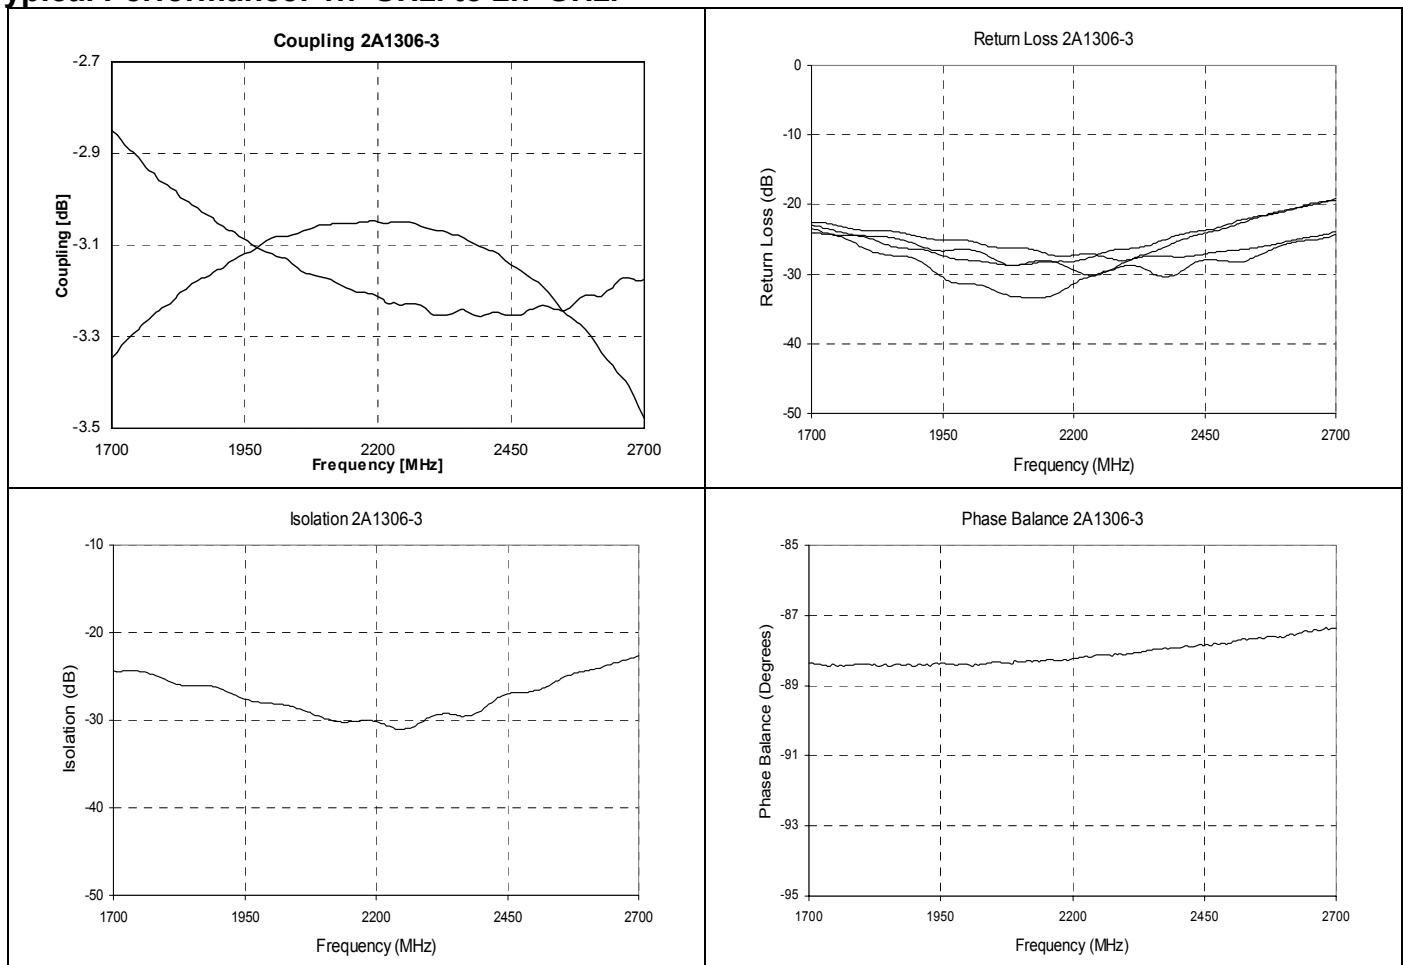 Coupling 2A1306-3
-2.7
-2.9
-3.1
-3.3
-3.5
Coupling [dB]
1700 1950 2200 2450 2700
Frequency [MHz]
Return Loss 2A1306-3
0
-10
-20
-30
-40
-50
Return Loss (dB)
1700 1950 2200 2450 2700
Frequency (MHz)
Isolation 2A1306-3
-10
-20
-30
-40
-50
Isolation (dB)
1700 1950 2200 2450 2700
Frequency (MHz)
Phase Balance 2A1306-3
-85
-87
-89
-91
-93
-95
Phase Balance (Degrees)
1700 1950 2200 2450 2700
Frequency (MHz)